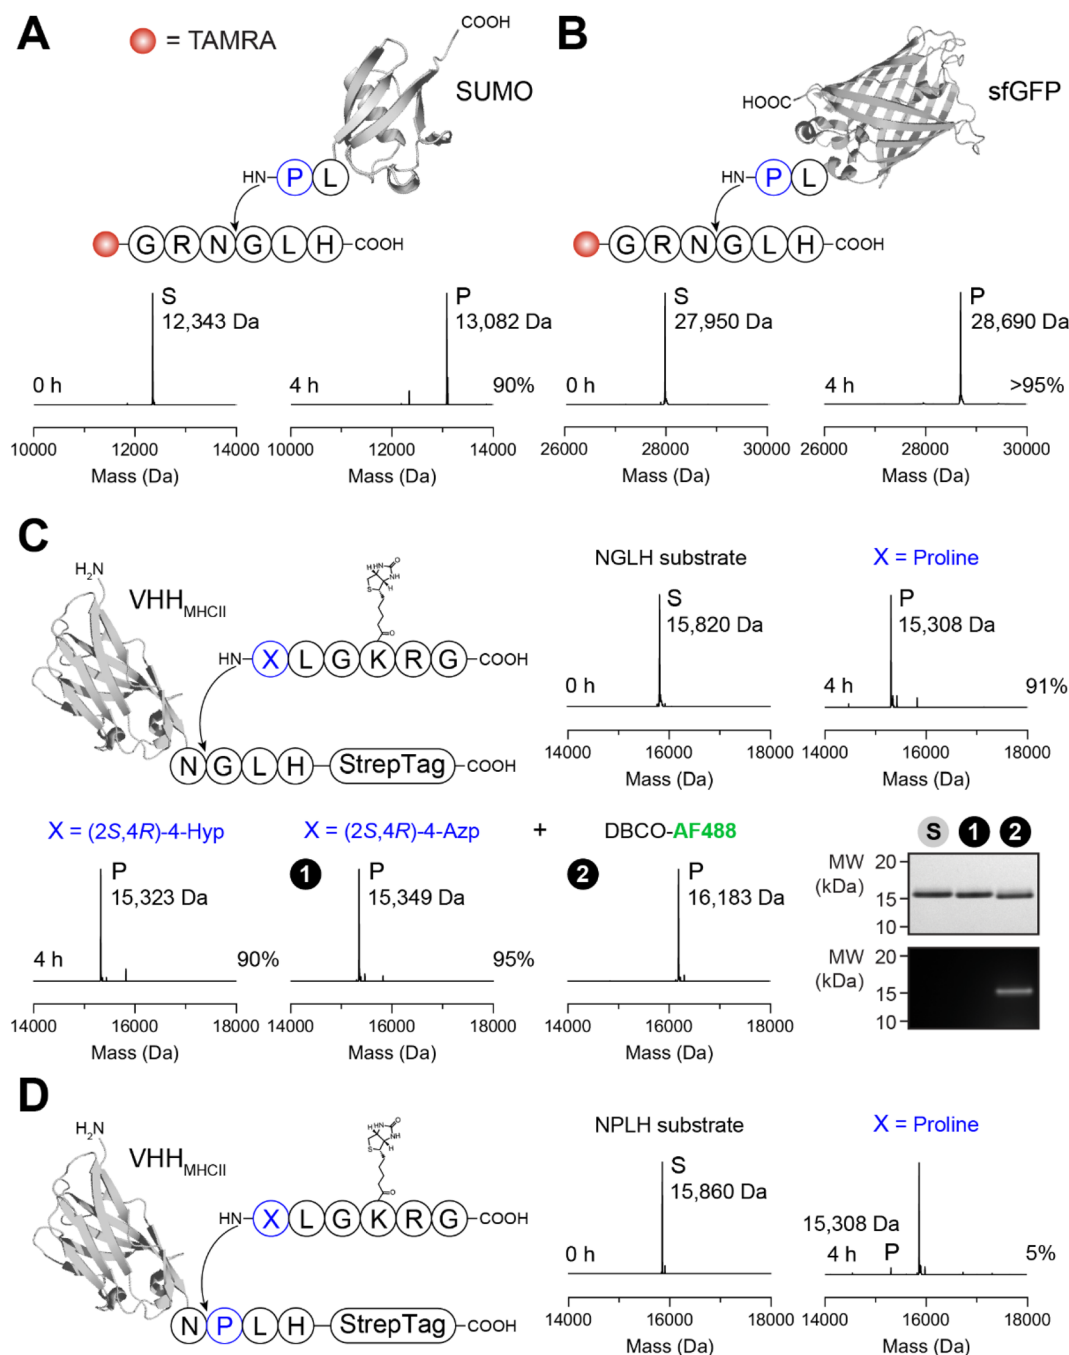 A
= TAMRA
COOH
SUMO
HN
P L
G R N G L H
COOH
S
12,343 Da
0 h
10000 12000 14000
Mass (Da)
P
13,082 Da
4 h
90%
10000 12000 14000
Mass (Da)
B
HOOC
sfGFP
HN
P L
G R N G L H
COOH
S
27,950 Da
0 h
26000 28000 30000
Mass (Da)
P
28,690 Da
4 h
>95%
26000 28000 30000
Mass (Da)
C
H2N
VHHMHCII
H
HN
O
NH
S
H
O
HN
X L G K R G
COOH
N G L H
StrepTag
COOH
NGLH substrate
S
15,820 Da
0 h
14000 16000 18000
Mass (Da)
X = Proline
P
15,308 Da
4 h
91%
14000 16000 18000
Mass (Da)
X = (2S,4R)-4-Hyp
P
15,323 Da
4 h
90%
14000 16000 18000
Mass (Da)
X = (2S,4R)-4-Azp
1
P
15,349 Da
95%
14000 16000 18000
Mass (Da)
+
DBCO-AF488
2
P
16,183 Da
14000 16000 18000
Mass (Da)
S 1 2
MW
(kDa)
20
15
10
MW
(kDa)
20
15
10
D
H2N
VHHMHCII
H
HN
O
NH
S
H
O
HN
X L G K R G
COOH
N P L H
StrepTag
COOH
NPLH substrate
S
15,860 Da
0 h
14000 16000 18000
Mass (Da)
X = Proline
15,308 Da
4 h
P
5%
14000 16000 18000
Mass (Da)